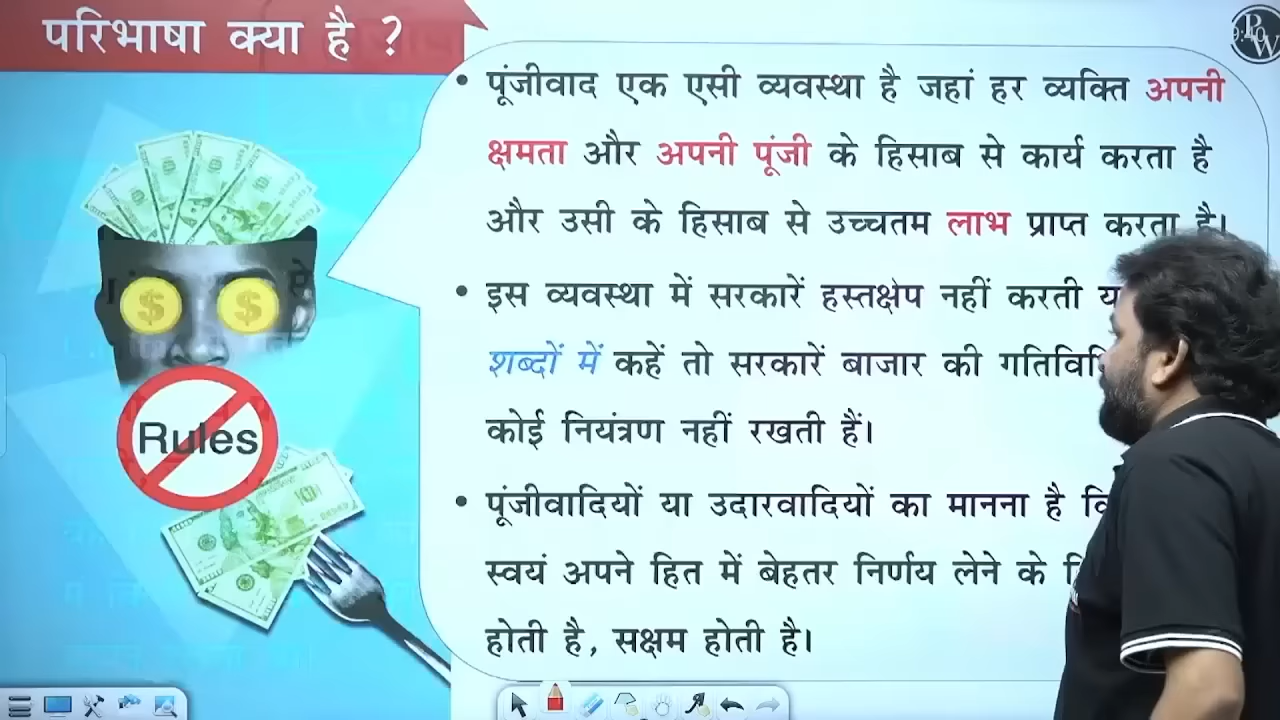 परिभाषा क्या है ?
पूंजीवाद एक एसी व्यवस्था है जहां हर व्यक्ति अपनी
क्षमता और अपनी पूंजी के हिसाब से कार्य करता है
और उसी के हिसाब से उच्चतम लाभ प्राप्त करता है।
इस व्यवस्था में सरकारें हस्तक्षेप नहीं करती
शब्दों में कहें तो सरकारें बाजार की
कोई नियंत्रण नहीं रखती हैं।
पूंजीवादियों या उदारवादियों का मानना है
स्वयं अपने हित में बेहतर निर्णय लेने के
होती है, सक्षम होती है।
Rules
PW